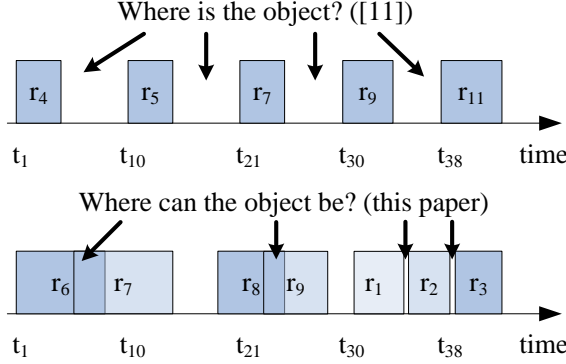 Where is the object? ([11])
r4 r5 r7 r9 r11
t1 t10 t21 t30 t38 time
Where can the object be? (this paper)
r6 r7 r8 r9 r1 r2 r3
t1 t10 t21 t30 t38 time